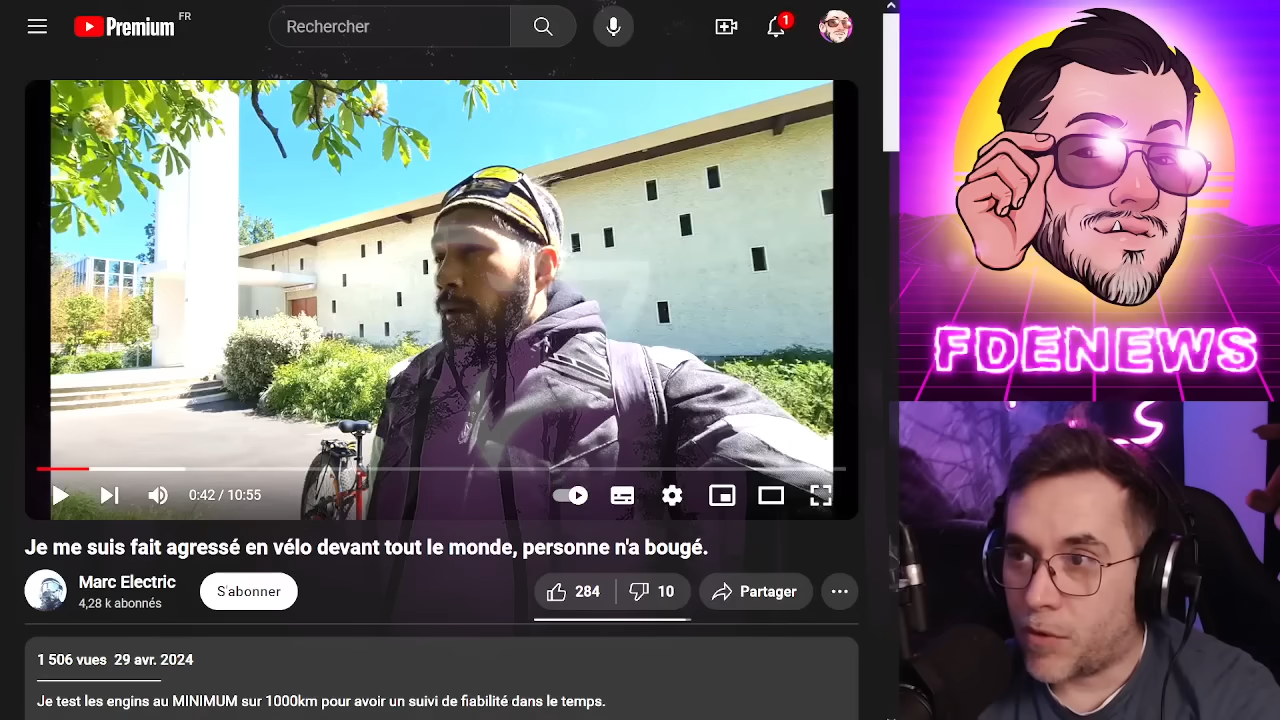 Premium
FR
Rechercher
1
0:42 / 10:55
Je me suis fait agressé en vélo devant tout le monde, personne n'a bougé.
Marc Electric
4,28 k abonnés
S'abonner
284
10
Partager
1 506 vues 29 avr. 2024
Je test les engins au MINIMUM sur 1000km pour avoir un suivi de fiabilité dans le temps.
FDENEWS